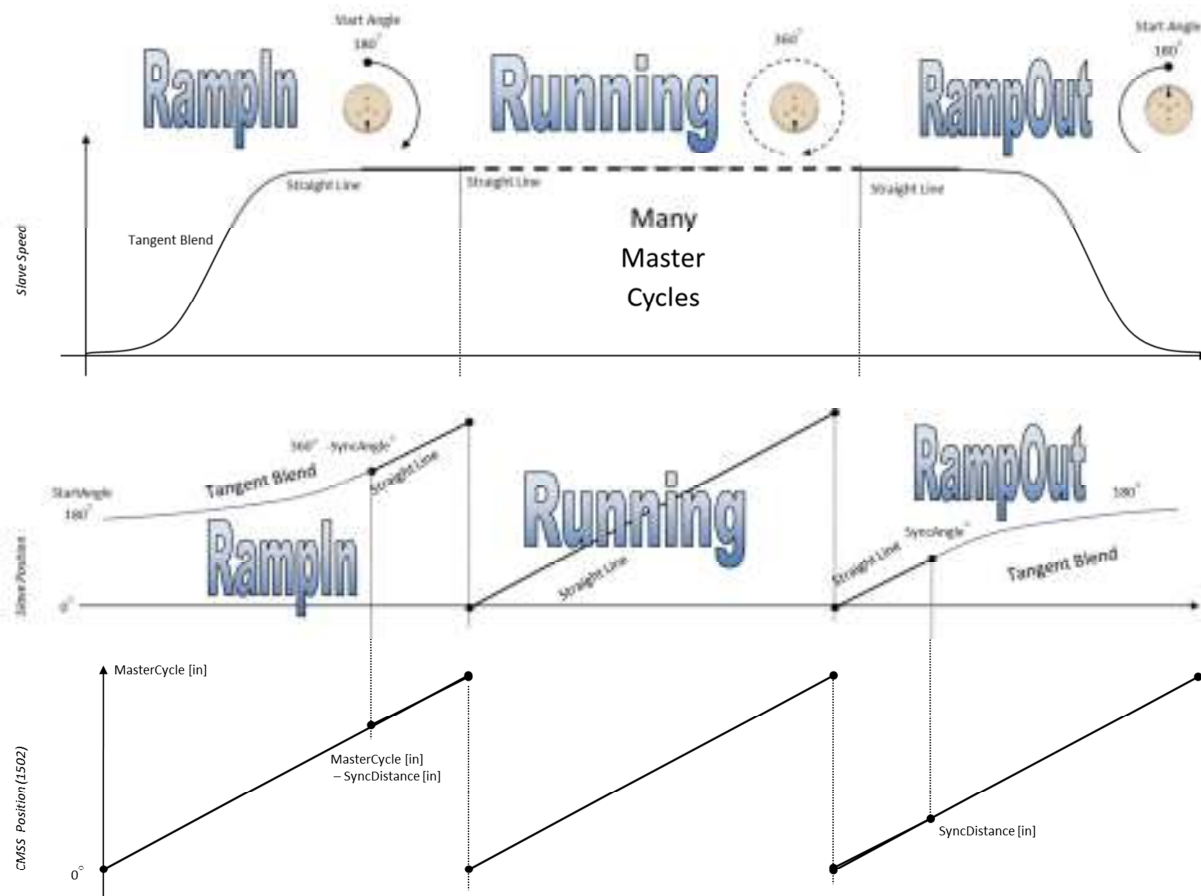 Start Angle
180°
RampIn
Running
360°
RampOut
Start Angle
180°
Slave Speed
Tangent Blend
Straight Line
Straight Line
Straight Line
Many
Master
Cycles
Slave Position
StartAngle
180°
0°
Tangent Blend
360° -SyncAngle°
Straight Line
RampIn
Running
Straight Line
RampOut
Straight Line
SyncAngle°
180°
Tangent Blend
CMSS Position (1502)
MasterCycle [in]
MasterCycle [in]
– SyncDistance [in]
SyncDistance [in]
0°